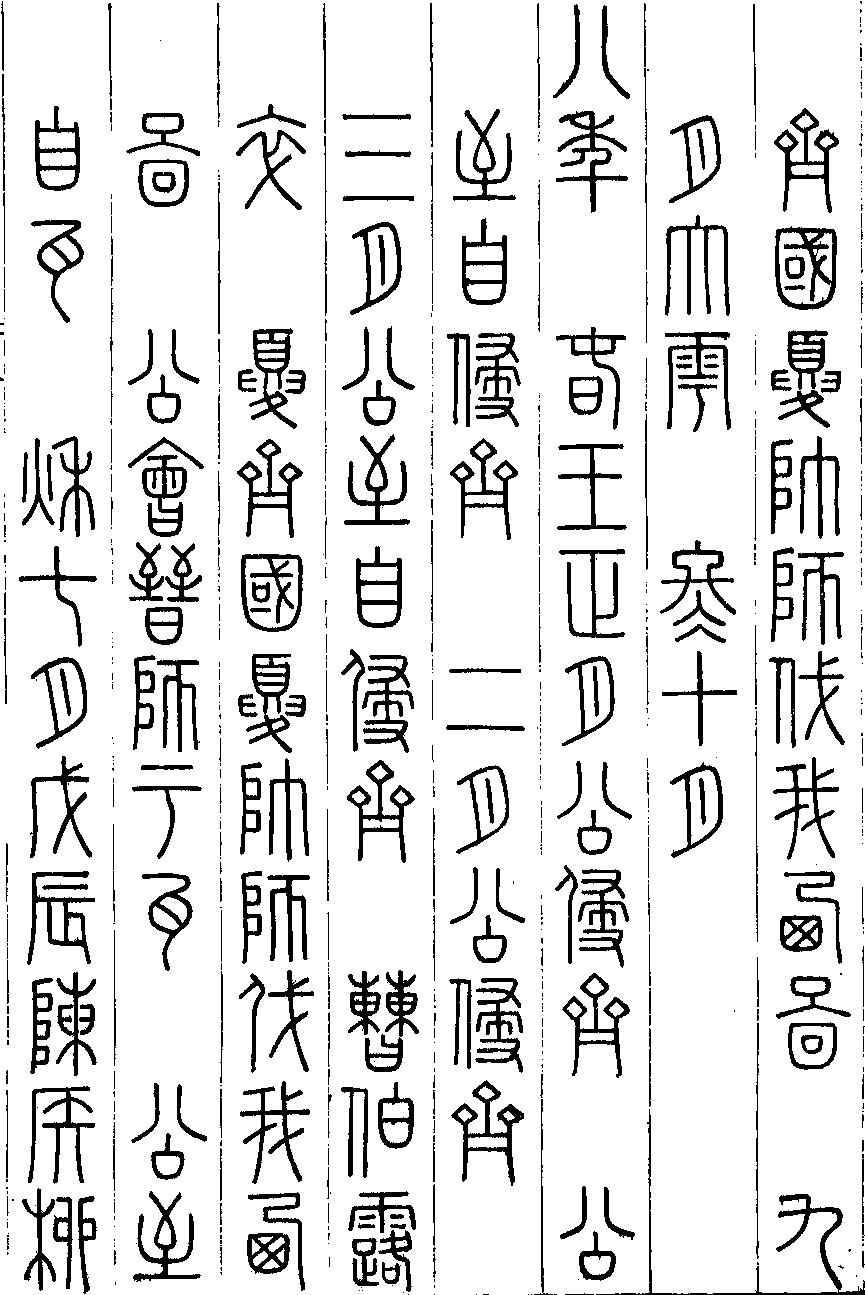 齊國夏帥師伐我西啚 九
月大雩 冬十月
八年 春王正月公侵齊 公
至自侵齊 二月公侵齊
三月公至自侵齊 曹伯露
卒 夏齊國夏帥師伐我西
啚 公會晉師于瓦 公至
自瓦 秋七月戊辰陳侯柳